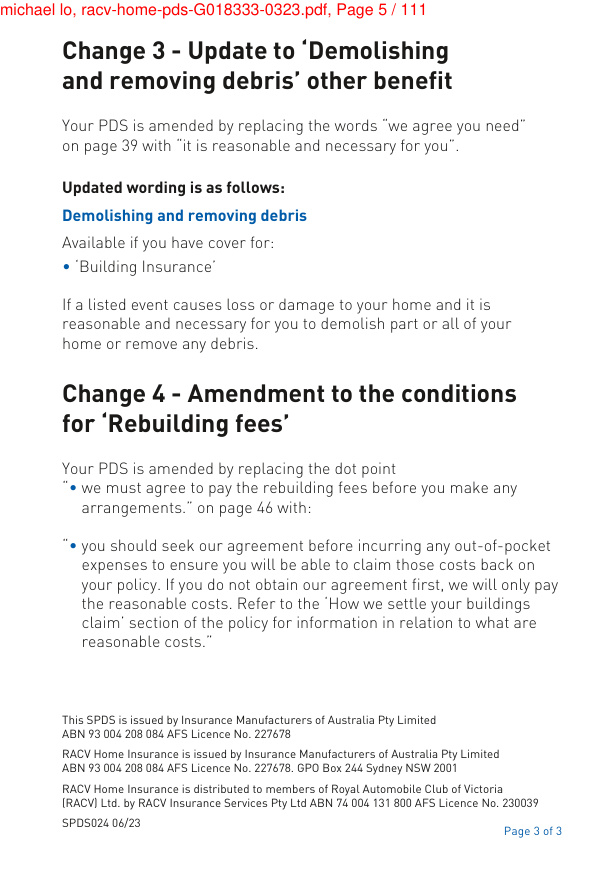 michael lo, racv-home-pds-G018333-0323.pdf, Page 5 / 111
Change 3 - Update to ‘Demolishing
and removing debris’ other benefit
Your PDS is amended by replacing the words “we agree you need”
on page 39 with “it is reasonable and necessary for you”.
Updated wording is as follows:
Demolishing and removing debris
Available if you have cover for:
• ‘Building Insurance’
If a listed event causes loss or damage to your home and it is
reasonable and necessary for you to demolish part or all of your
home or remove any debris.
Change 4 - Amendment to the conditions
for ‘Rebuilding fees’
Your PDS is amended by replacing the dot point
“• we must agree to pay the rebuilding fees before you make any
arrangements.” on page 46 with:
“• you should seek our agreement before incurring any out-of-pocket
expenses to ensure you will be able to claim those costs back on
your policy. If you do not obtain our agreement first, we will only pay
the reasonable costs. Refer to the ‘How we settle your buildings
claim’ section of the policy for information in relation to what are
reasonable costs.”
This SPDS is issued by Insurance Manufacturers of Australia Pty Limited
ABN 93 004 208 084 AFS Licence No. 227678
RACV Home Insurance is issued by Insurance Manufacturers of Australia Pty Limited
ABN 93 004 208 084 AFS Licence No. 227678. GPO Box 244 Sydney NSW 2001
RACV Home Insurance is distributed to members of Royal Automobile Club of Victoria
(RACV) Ltd. by RACV Insurance Services Pty Ltd ABN 74 004 131 800 AFS Licence No. 230039
SPDS024 06/23
Page 3 of 3